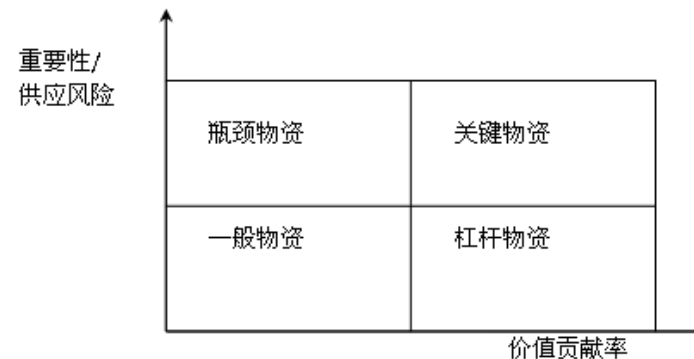 重要性/
供应风险
瓶颈物资
关键物资
一般物资
杠杆物资
价值贡献率